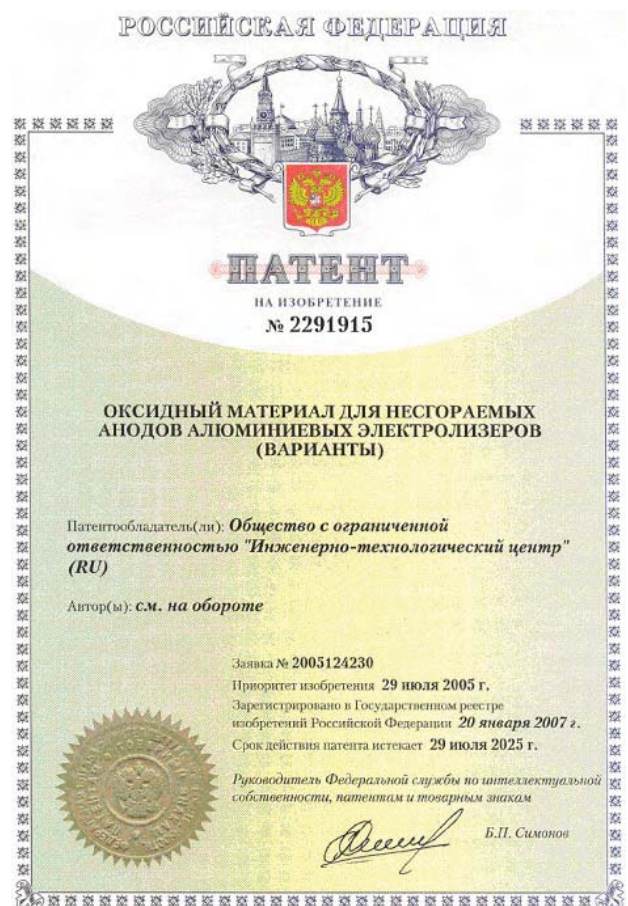 РОССИЙСКАЯ ФЕДЕРАЦИЯ
ПАТЕНТ
НА ИЗОБРЕТЕНИЕ
№ 2291915
ОКСИДНЫЙ МАТЕРИАЛ ДЛЯ НЕСГОРАЕМЫХ
АНОДОВ АЛЮМИНИЕВЫХ ЭЛЕКТРОЛИЗЕРОВ
(ВАРИАНТЫ)
Патентообладатель(ли): Общество с ограниченной
ответственностью "Инженерно-технологический центр"
(RU)
Автор(ы): см. на обороте
Заявка № 2005124230
Приоритет изобретения 29 июля 2005 г.
Зарегистрировано в Государственном реестре
изобретений Российской Федерации 20 января 2007 г.
Срок действия патента истекает 29 июля 2025 г.
Руководитель Федеральной службы по интеллектуальной
собственности, патентам и товарным знакам
Б.П. Симонов